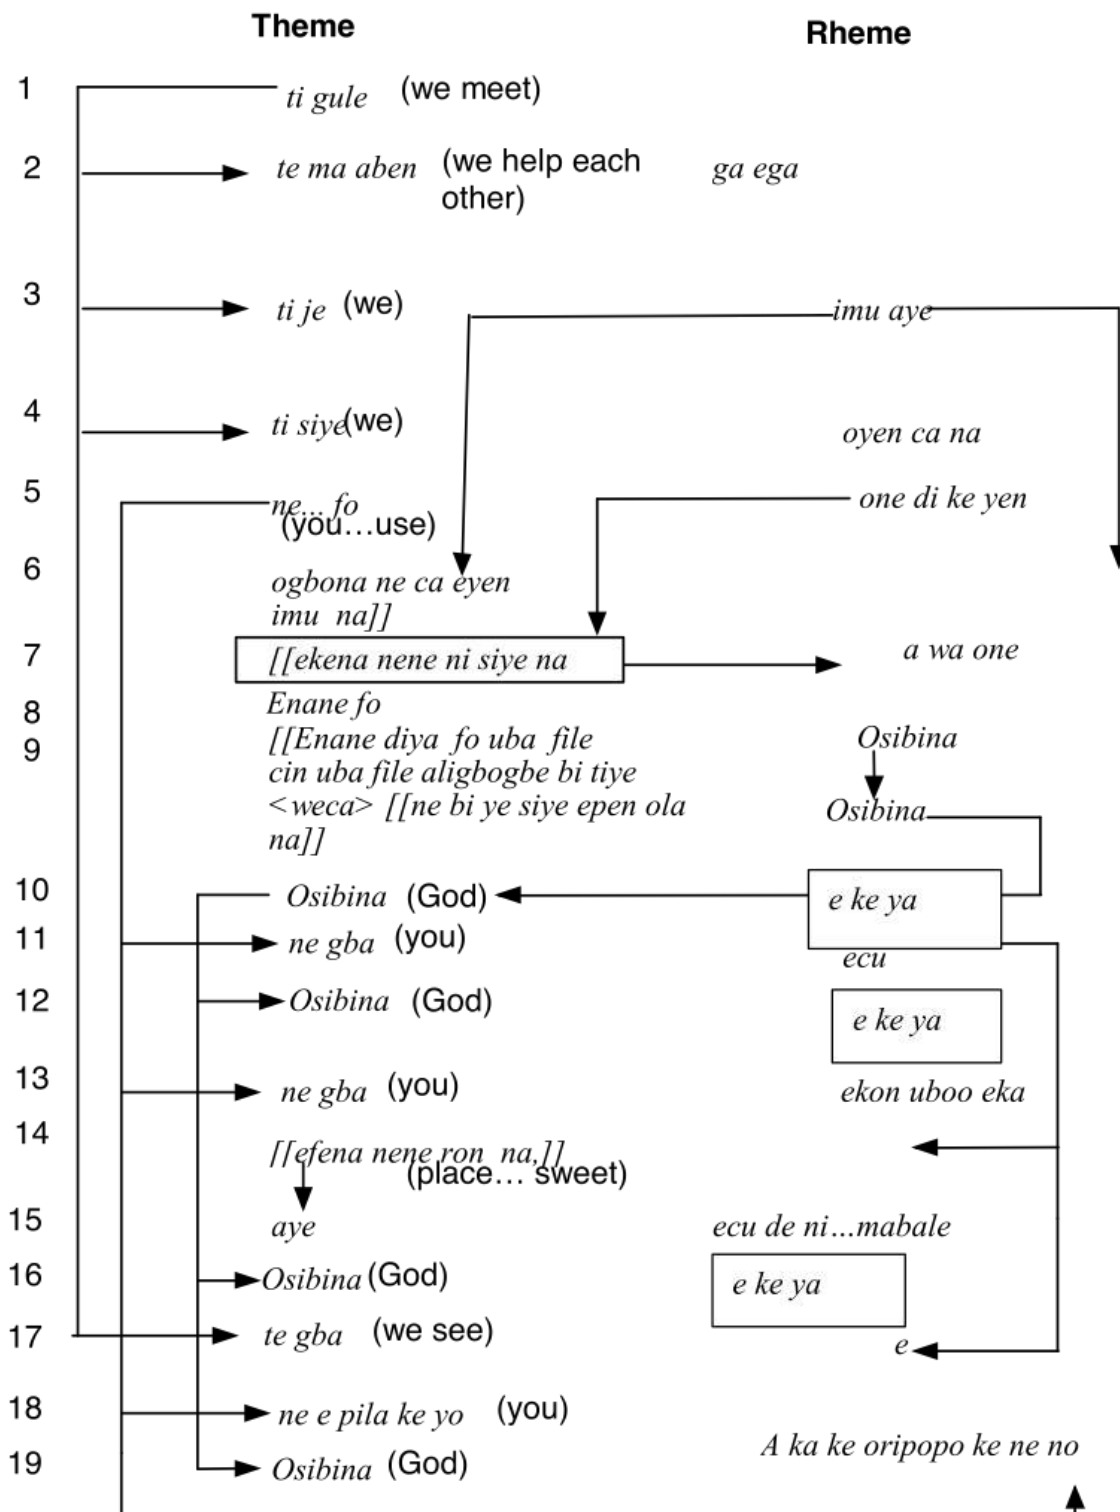 Theme Rheme
1 ti gule (we meet)
2 te ma aben (we help each ga ega
other)
3 ti je (we) imu aye
4 ti siye (we) oyen ca na
5 ne... fo one di ke yen
(you...use)
6 ogbona ne ca eyen
imu na]]
7 [[ekena nene ni siye na a wa one
8 Enane fo
9 [[Enane diya fo uba file Osibina
cin uba file aligbogbe bi tiye
<weca> [[ne bi ye siye epen ola Osibina
na]]
10 Osibina (God) e ke ya
11 ne gba (you) ecu
12 Osibina (God) e ke ya
13 ne gba (you) ekon uboo eka
14 [[efena nene ron na,]]
(place... sweet)
15 aye ecu de ni...mabale
16 Osibina (God) e ke ya
17 te gba (we see) e
18 ne e pila ke yo (you)
A ka ke oripopo ke ne no
19 Osibina (God)